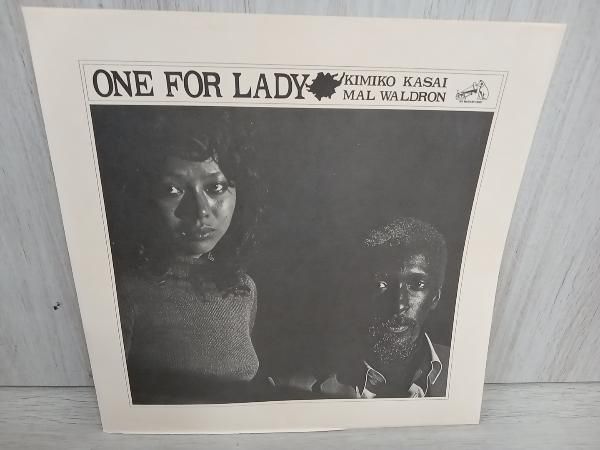 ONE FOR LADY
KIMIKO KASAI
MAL WALDRON